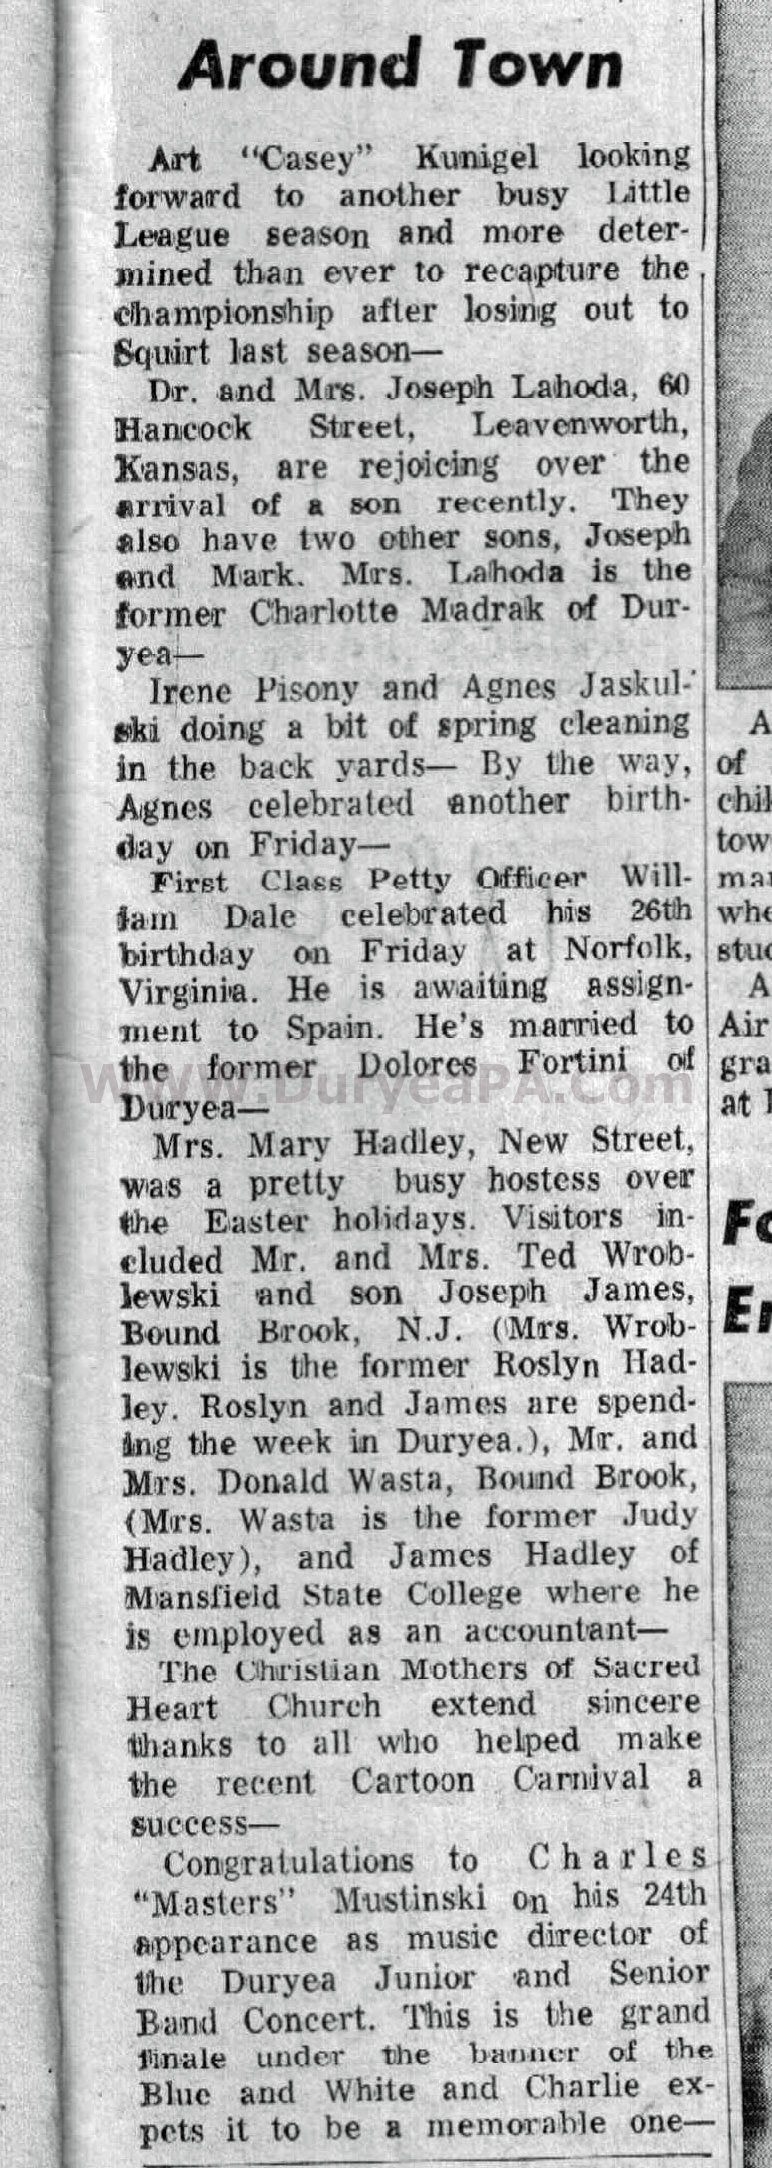 Around Town
Art "Casey" Kunigel looking
forward to another busy Little
League season and more deter-
mined than ever to recapture the
championship after losing out to
Squirt last season—
Dr. and Mrs. Joseph Lahoda, 60
Hancock Street, Leavenworth,
Kansas, are rejoicing over the
arrival of a son recently. They
also have two other sons, Joseph
and Mark. Mrs. Lahoda is the
former Charlotte Madrak of Dur-
yea—
Irene Pisony and Agnes Jaskul-
ski doing a bit of spring cleaning
in the back yards— By the way,
Agnes celebrated another birth-
day on Friday—
First Class Petty Officer Will-
iam Dale celebrated his 26th
birthday on Friday at Norfolk,
Virginia. He is awaiting assign-
ment to Spain. He's married to
the former Dolores Fortini of
Duryea—
www.DuryeaPA.com
Mrs. Mary Hadley, New Street,
was a pretty busy hostess over
the Easter holidays. Visitors in-
cluded Mr. and Mrs. Ted Wrob-
lewski and son Joseph James,
Bound Brook, N.J. (Mrs. Wrob-
lewski is the former Roslyn Had-
ley. Roslyn and James are spend-
ing the week in Duryea.), Mr. and
Mrs. Donald Wasta, Bound Brook,
(Mrs. Wasta is the former Judy
Hadley), and James Hadley of
Mansfield State College where he
is employed as an accountant—
The Christian Mothers of Sacred
Heart Church extend sincere
thanks to all who helped make
the recent Cartoon Carnival a
success—
Congratulations to Charles
"Masters" Mustinski on his 24th
appearance as music director of
the Duryea Junior and Senior
Band Concert. This is the grand
finale under the banner of the
Blue and White and Charlie ex-
pcts it to be a memorable one—
A
of
chil
tow
mar
whe
stud
A
Air
gra
at
Fo
En